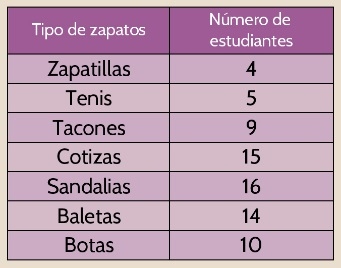 Tipo de zapatos
Número de
estudiantes
Zapatillas 4
Tenis 5
Tacones 9
Cotizas 15
Sandalias 16
Baletas 14
Botas 10